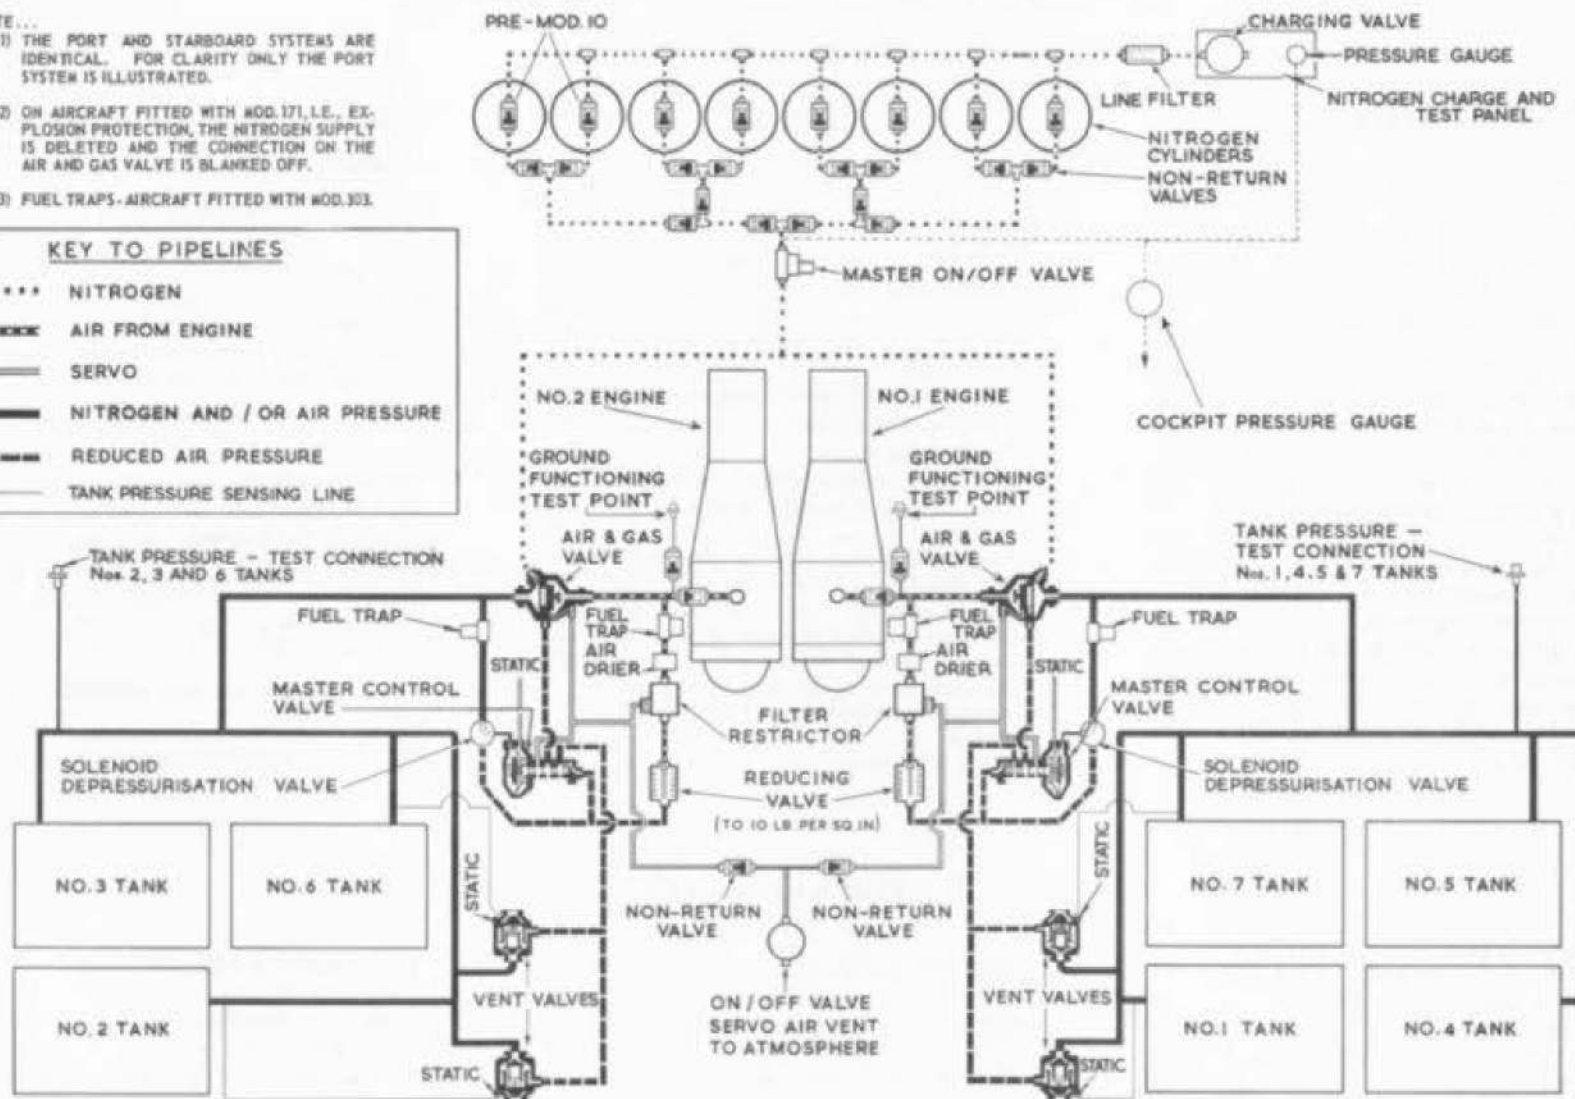 TE...
1) THE PORT AND STARBOARD SYSTEMS ARE
IDENTICAL. FOR CLARITY ONLY THE PORT
SYSTEM IS ILLUSTRATED.
2) ON AIRCRAFT FITTED WITH MOD.171, I.E., EX-
PLOSION PROTECTION, THE NITROGEN SUPPLY
IS DELETED AND THE CONNECTION ON THE
AIR AND GAS VALVE IS BLANKED OFF.
3) FUEL TRAPS-AIRCRAFT FITTED WITH MOD.303.
KEY TO PIPELINES
NITROGEN
AIR FROM ENGINE
SERVO
NITROGEN AND / OR AIR PRESSURE
REDUCED AIR PRESSURE
TANK PRESSURE SENSING LINE
PRE-MOD.10
CHARGING VALVE
PRESSURE GAUGE
LINE FILTER
NITROGEN CHARGE AND
TEST PANEL
NITROGEN
CYLINDERS
NON-RETURN
VALVES
MASTER ON/OFF VALVE
COCKPIT PRESSURE GAUGE
NO.2 ENGINE
NO.1 ENGINE
GROUND
FUNCTIONING
TEST POINT
GROUND
FUNCTIONING
TEST POINT
AIR & GAS
VALVE
AIR & GAS
VALVE
TANK PRESSURE - TEST CONNECTION
Nos. 2, 3 AND 6 TANKS
TANK PRESSURE -
TEST CONNECTION
Nos. 1, 4, 5 & 7 TANKS
FUEL TRAP
FUEL
TRAP
AIR
DRIER
FUEL
TRAP
AIR
DRIER
FUEL TRAP
STATIC
STATIC
MASTER CONTROL
VALVE
MASTER CONTROL
VALVE
FILTER
RESTRICTOR
SOLENOID
DEPRESSURISATION VALVE
REDUCING
VALVE
(TO 10 LB PER SQ.IN)
SOLENOID
DEPRESSURISATION VALVE
STATIC
STATIC
NO.3 TANK
NO.6 TANK
NO.7 TANK
NO.5 TANK
NON-RETURN
VALVE
NON-RETURN
VALVE
VENT VALVES
VENT VALVES
NO.2 TANK
ON/OFF VALVE
SERVO AIR VENT
TO ATMOSPHERE
NO.1 TANK
NO.4 TANK
STATIC
STATIC